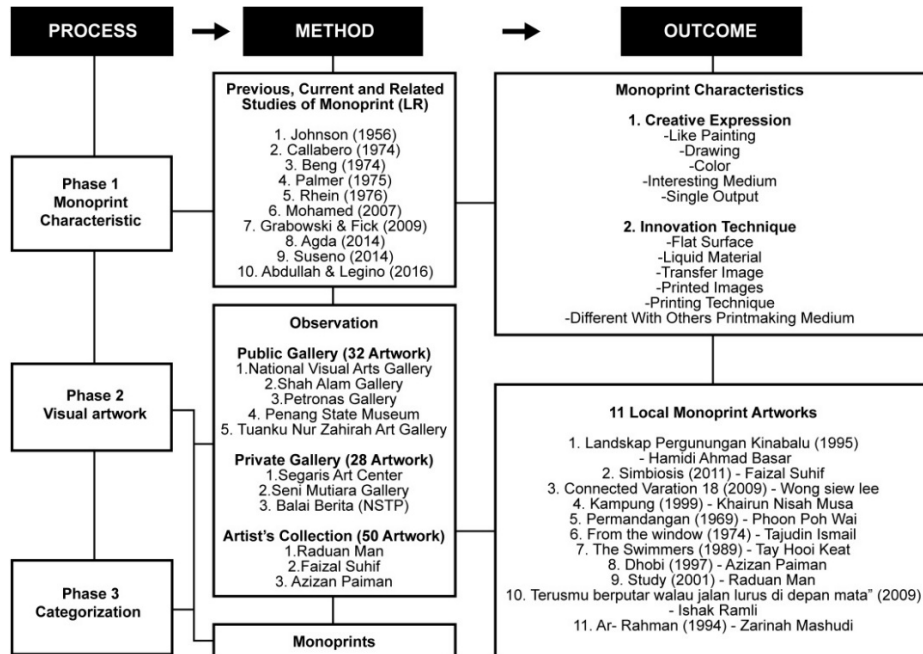 PROCESS
METHOD
OUTCOME
Phase 1
Monoprint
Characteristic
Previous, Current and Related
Studies of Monoprint (LR)
1. Johnson (1956)
2. Callabero (1974)
3. Beng (1974)
4. Palmer (1975)
5. Rhein (1976)
6. Mohamed (2007)
7. Grabowski & Fick (2009)
8. Agda (2014)
9. Suseno (2014)
10. Abdullah & Legino (2016)
Monoprint Characteristics
1. Creative Expression
-Like Painting
-Drawing
-Color
-Interesting Medium
-Single Output
2. Innovation Technique
-Flat Surface
-Liquid Material
-Transfer Image
-Printed Images
-Printing Technique
-Different With Others Printmaking Medium
Phase 2
Visual artwork
Observation
Public Gallery (32 Artwork)
1.National Visual Arts Gallery
2.Shah Alam Gallery
3.Petronas Gallery
4. Penang State Museum
5. Tuanku Nur Zahirah Art Gallery
Private Gallery (28 Artwork)
1.Segaris Art Center
2.Seni Mutiara Gallery
3. Balai Berita (NSTP)
Artist's Collection (50 Artwork)
1.Raduan Man
2.Faizal Suhif
3. Azizan Paiman
11 Local Monoprint Artworks
1. Landskap Pergunungan Kinabalu (1995)
- Hamidi Ahmad Basar
2. Simbiosis (2011) - Faizal Suhif
3. Connected Varation 18 (2009) - Wong siew lee
4. Kampung (1999) - Khairun Nisah Musa
5. Permandangan (1969) - Phoon Poh Wai
6. From the window (1974) - Tajudin Ismail
7. The Swimmers (1989) - Tay Hooi Keat
8. Dhobi (1997) - Azizan Paiman
9. Study (2001) - Raduan Man
10. Terusmu berputar walau jalan lurus di depan mata" (2009)
- Ishak Ramli
11. Ar- Rahman (1994) - Zarinah Mashudi
Phase 3
Categorization
Monoprints